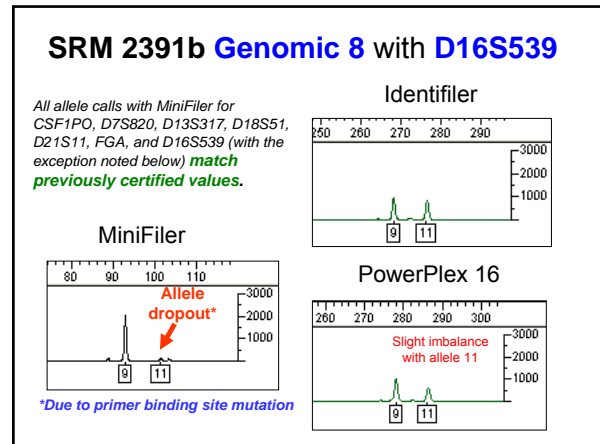 SRM 2391b Genomic 8 with D16S539
All allele calls with MiniFiler for
CSF1PO, D7S820, D13S317, D18S51,
D21S11, FGA, and D16S539 (with the
exception noted below) match
previously certified values.
Identifiler
250 260 270 280 290
3000
2000
1000
9 11
MiniFiler
80 90 100 110
Allele
dropout*
3000
2000
1000
9 11
*Due to primer binding site mutation
PowerPlex 16
260 270 280 290 300
Slight imbalance
with allele 11
3000
2000
1000
9 11